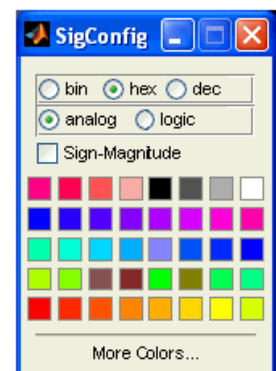 SigConfig
bin hex dec
analog logic
Sign-Magnitude
More Colors...